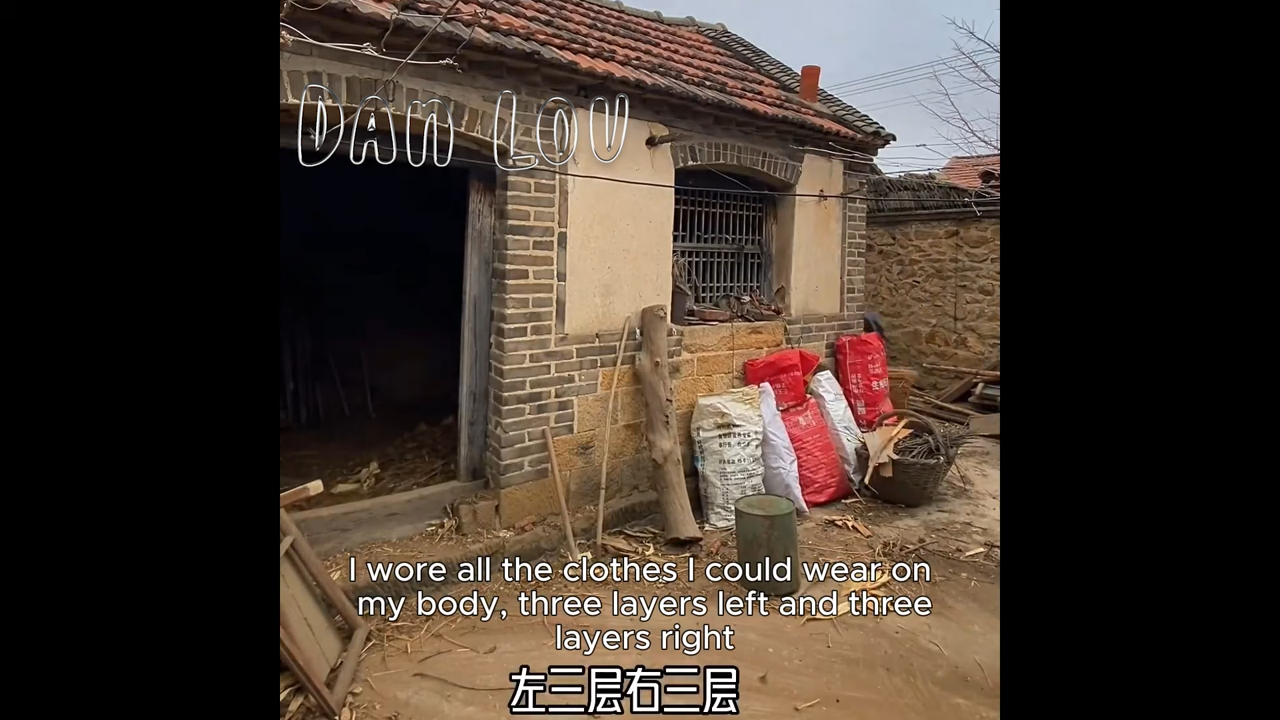 DAN LOV
I wore all the clothes I could wear on
my body, three layers left and three
layers right
左三层右三层